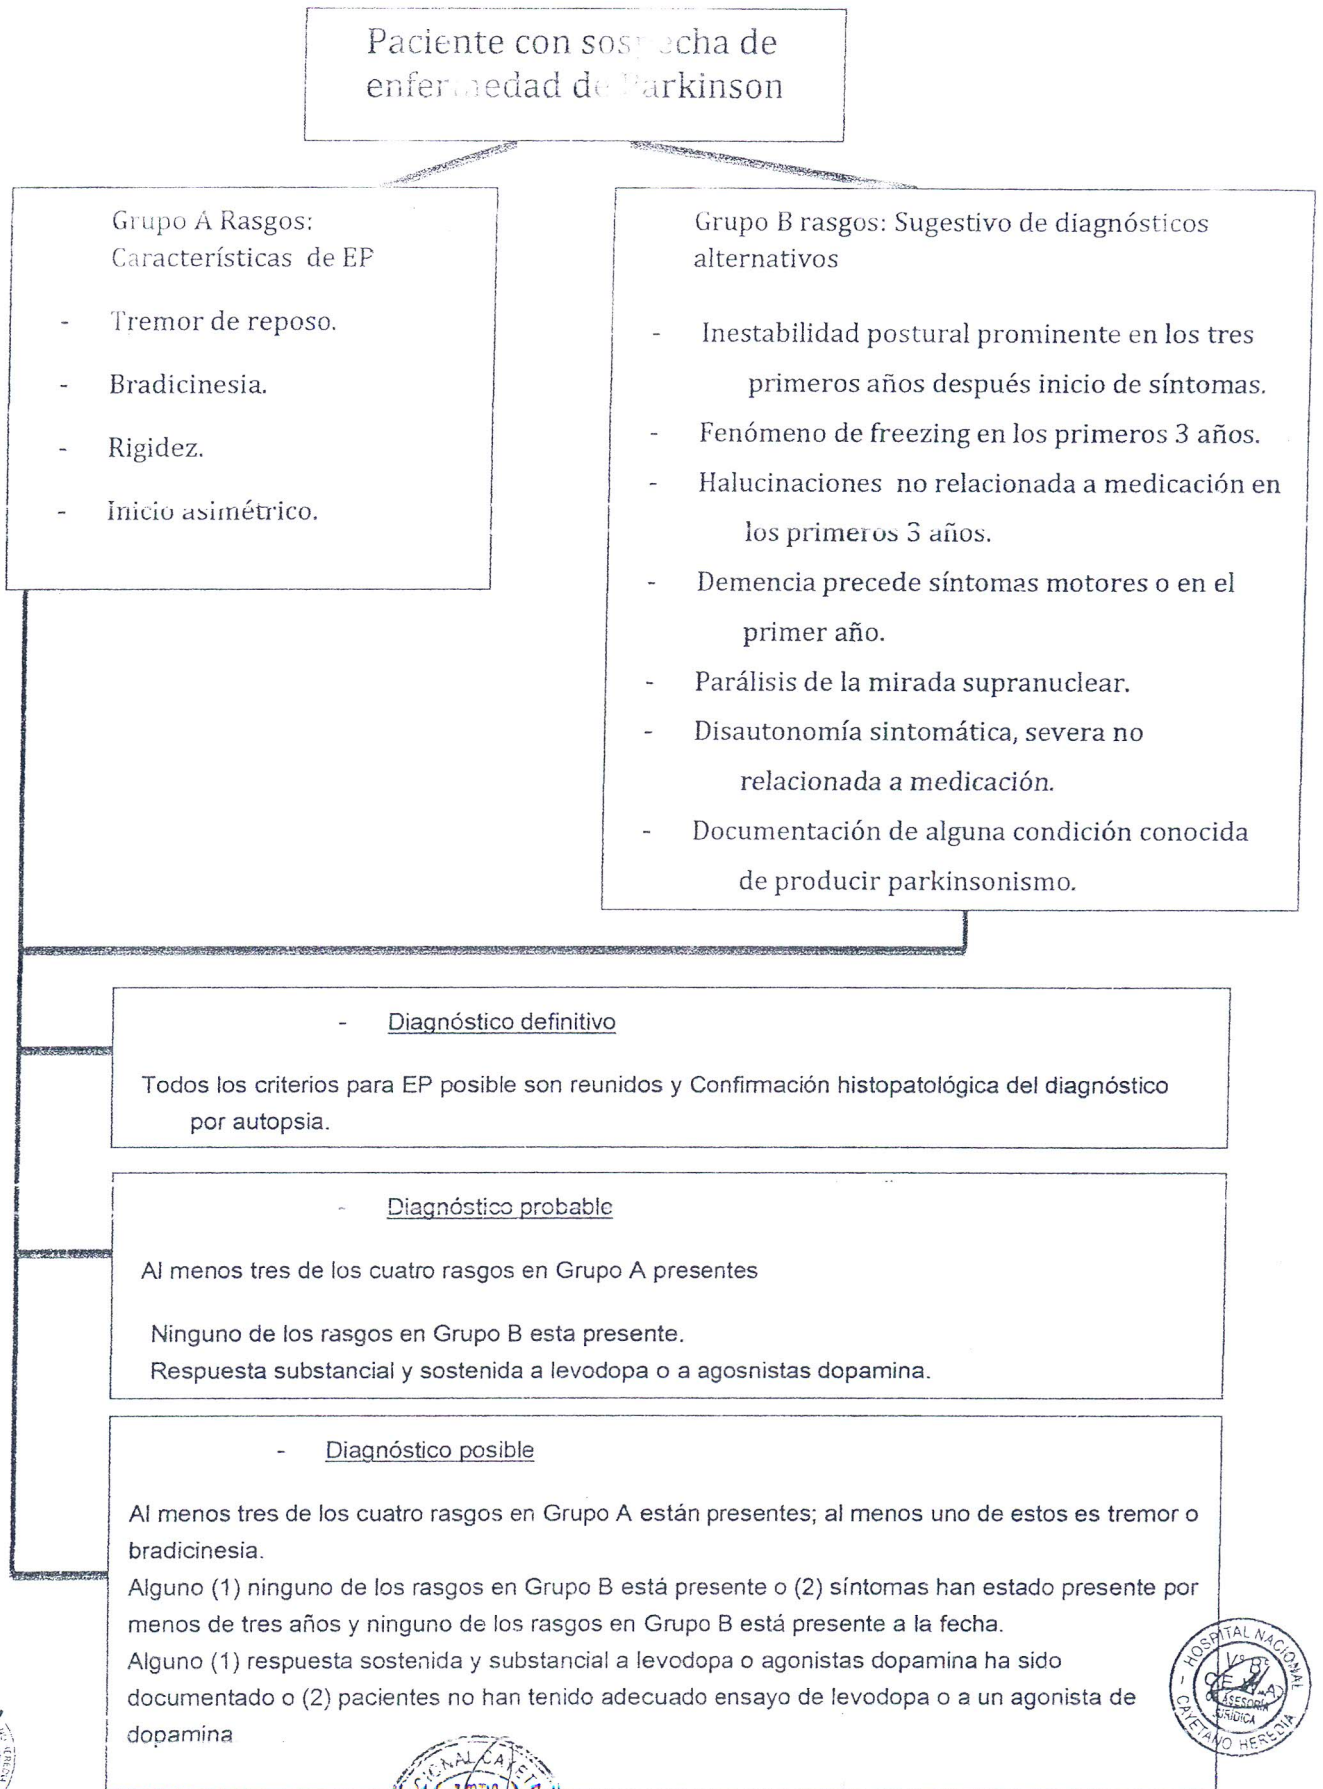 Paciente con sospecha de
enfermedad de Parkinson
Grupo A Rasgos:
Características de EP
- Tremor de reposo.
- Bradicinesia.
- Rigidez.
- Inicio asimétrico.
Grupo B rasgos: Sugestivo de diagnósticos
alternativos
- Inestabilidad postural prominente en los tres
primeros años después inicio de síntomas.
- Fenómeno de freezing en los primeros 3 años.
- Halucinaciones no relacionada a medicación en
los primeros 3 años.
- Demencia precede síntomas motores o en el
primer año.
- Parálisis de la mirada supranuclear.
- Disautonomía sintomática, severa no
relacionada a medicación.
- Documentación de alguna condición conocida
de producir parkinsonismo.
- Diagnóstico definitivo
Todos los criterios para EP posible son reunidos y Confirmación histopatológica del diagnóstico
por autopsia.
- Diagnóstico probable
Al menos tres de los cuatro rasgos en Grupo A presentes
Ninguno de los rasgos en Grupo B esta presente.
Respuesta substancial y sostenida a levodopa o a agosnistas dopamina.
- Diagnóstico posible
Al menos tres de los cuatro rasgos en Grupo A están presentes; al menos uno de estos es tremor o
bradicinesia.
Alguno (1) ninguno de los rasgos en Grupo B está presente o (2) síntomas han estado presente por
menos de tres años y ninguno de los rasgos en Grupo B está presente a la fecha.
Alguno (1) respuesta sostenida y substancial a levodopa o agonistas dopamina ha sido
documentado o (2) pacientes no han tenido adecuado ensayo de levodopa o a un agonista de
dopamina
HOSPITAL NACIONAL
V° B°
ASESORIA
JURIDICA
CAYETANO HEREDIA